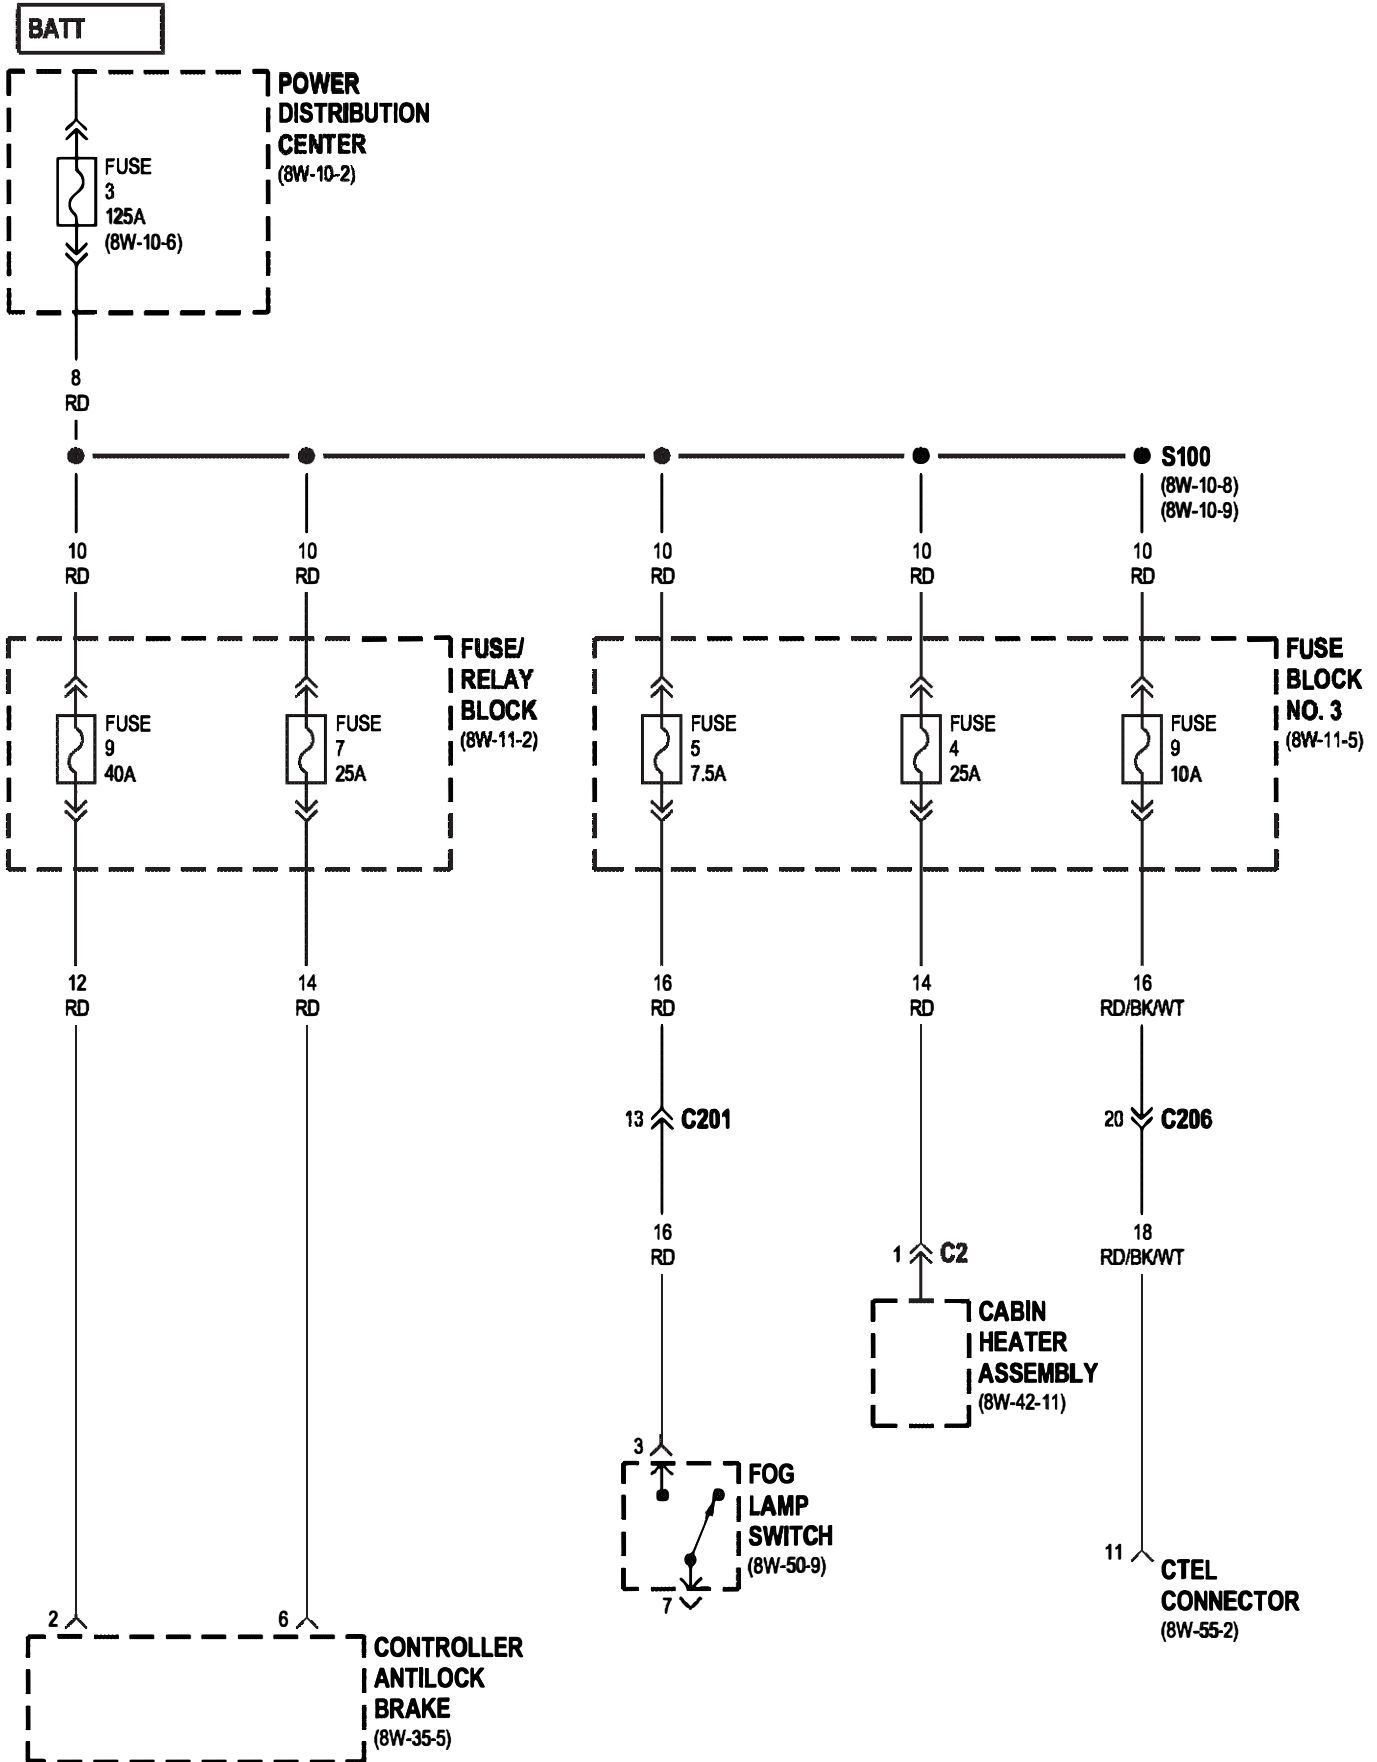 BATT
POWER
DISTRIBUTION
CENTER
(8W-10-2)
FUSE
3
125A
(8W-10-6)
8
RD
S100
(8W-10-8)
(8W-10-9)
10
RD
10
RD
10
RD
10
RD
10
RD
FUSE
9
40A
FUSE
7
25A
FUSE/
RELAY
BLOCK
(8W-11-2)
FUSE
5
7.5A
FUSE
4
25A
FUSE
9
10A
FUSE
BLOCK
NO. 3
(8W-11-5)
12
RD
14
RD
16
RD
14
RD
16
RD/BK/WT
13
C201
20
C206
16
RD
18
RD/BK/WT
1
C2
CABIN
HEATER
ASSEMBLY
(8W-42-11)
3
FOG
LAMP
SWITCH
(8W-50-9)
7
11
CTEL
CONNECTOR
(8W-55-2)
2
6
CONTROLLER
ANTILOCK
BRAKE
(8W-35-5)